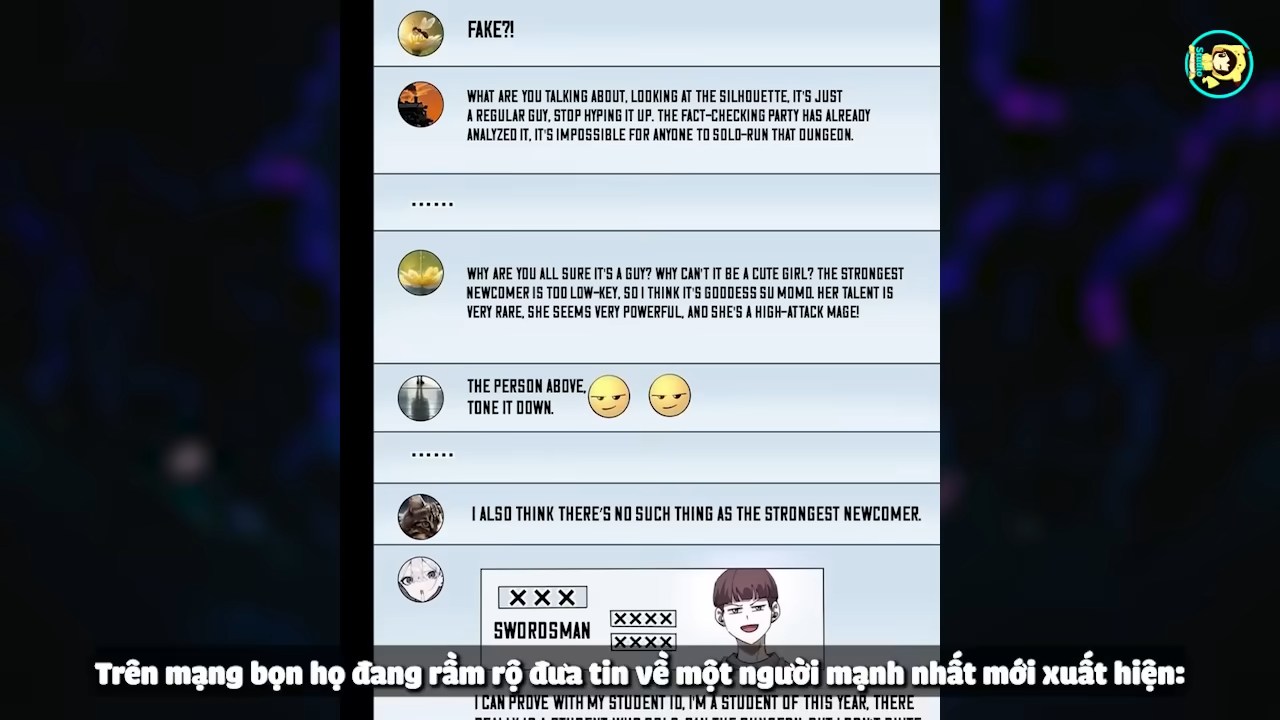 FAKE?!
WHAT ARE YOU TALKING ABOUT, LOOKING AT THE SILHOUETTE, IT'S JUST
A REGULAR GUY, STOP HYPING IT UP. THE FACT-CHECKING PARTY HAS ALREADY
ANALYZED IT, IT'S IMPOSSIBLE FOR ANYONE TO SOLO-RUN THAT DUNGEON.
......
WHY ARE YOU ALL SURE IT'S A GUY? WHY CAN'T IT BE A CUTE GIRL? THE STRONGEST
NEWCOMER IS TOO LOW-KEY, SO I THINK IT'S GODDESS SU MOMO. HER TALENT IS
VERY RARE, SHE SEEMS VERY POWERFUL, AND SHE'S A HIGH-ATTACK MAGE!
THE PERSON ABOVE,
TONE IT DOWN.
......
I ALSO THINK THERE'S NO SUCH THING AS THE STRONGEST NEWCOMER.
XXX
SWORDSMAN
XXXX
XXXX
Trên mạng bọn họ đang rầm rộ đưa tin về một người mạnh nhất mới xuất hiện:
I CAN PROVE WITH MY STUDENT ID, I'M A STUDENT OF THIS YEAR, THERE
Studio